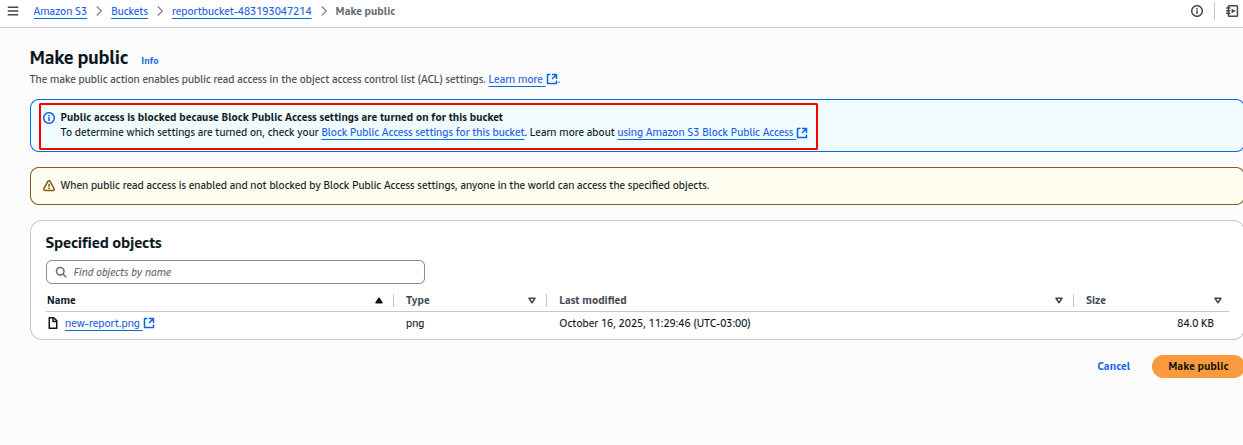 Amazon S3 > Buckets > reportbucket-483193047214 > Make public
Make public Info
The make public action enables public read access in the object access control list (ACL) settings. Learn more.
Public access is blocked because Block Public Access settings are turned on for this bucket
To determine which settings are turned on, check your Block Public Access settings for this bucket. Learn more about using Amazon S3 Block Public Access
When public read access is enabled and not blocked by Block Public Access settings, anyone in the world can access the specified objects.
Specified objects
Find objects by name
Name Type Last modified Size
new-report.png png October 16, 2025, 11:29:46 (UTC-03:00) 84.0 KB
Cancel Make public